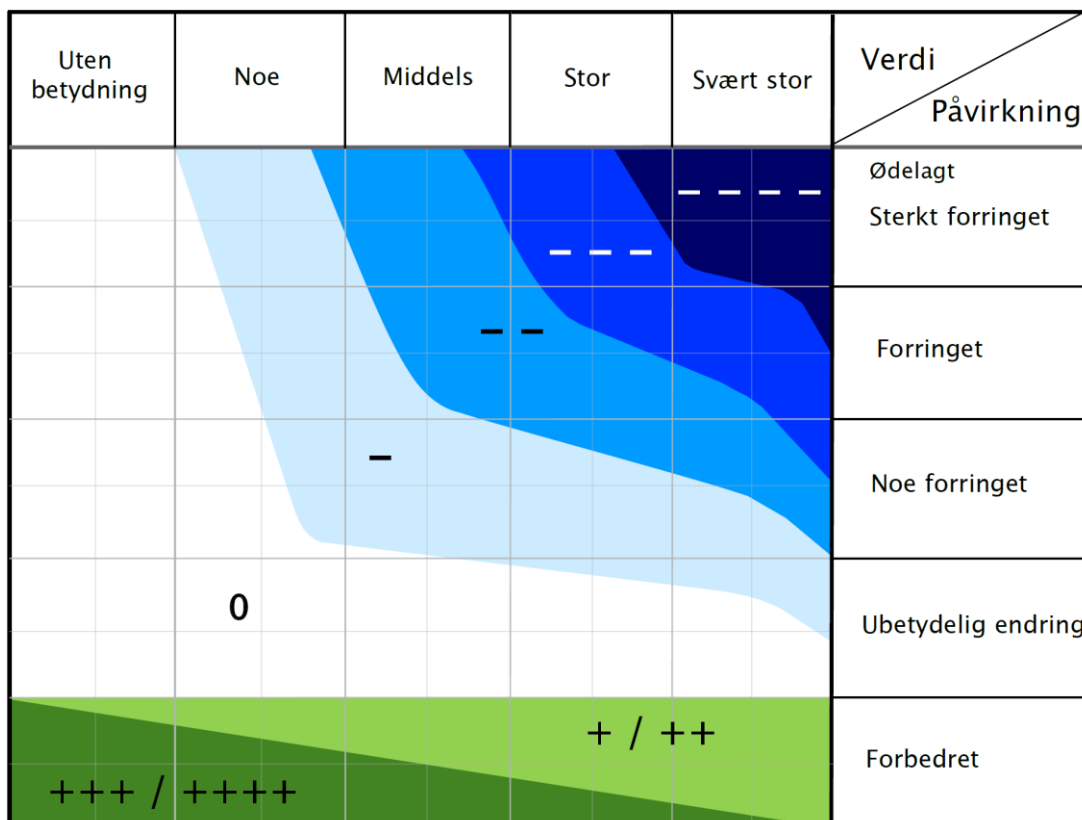 Uten
betydning
Noe
Middels
Stor
Svært stor
Verdi
Påvirkning
Ødelagt
Sterkt forringet
– – – –
– – –
– –
Forringet
–
Noe forringet
0
Ubetydelig endring
+ / ++
Forbedret
+++ / ++++